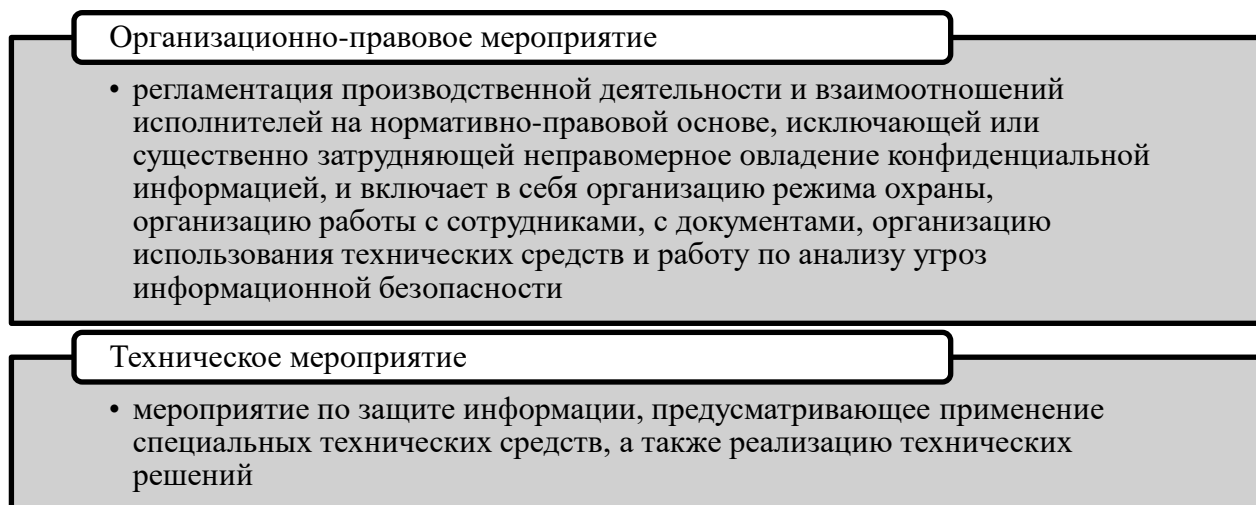 Организационно-правовое мероприятие
• регламентация производственной деятельности и взаимоотношений
исполнителей на нормативно-правовой основе, исключающей или
существенно затрудняющей неправомерное овладение конфиденциальной
информацией, и включает в себя организацию режима охраны,
организацию работы с сотрудниками, с документами, организацию
использования технических средств и работу по анализу угроз
информационной безопасности
Техническое мероприятие
• мероприятие по защите информации, предусматривающее применение
специальных технических средств, а также реализацию технических
решений